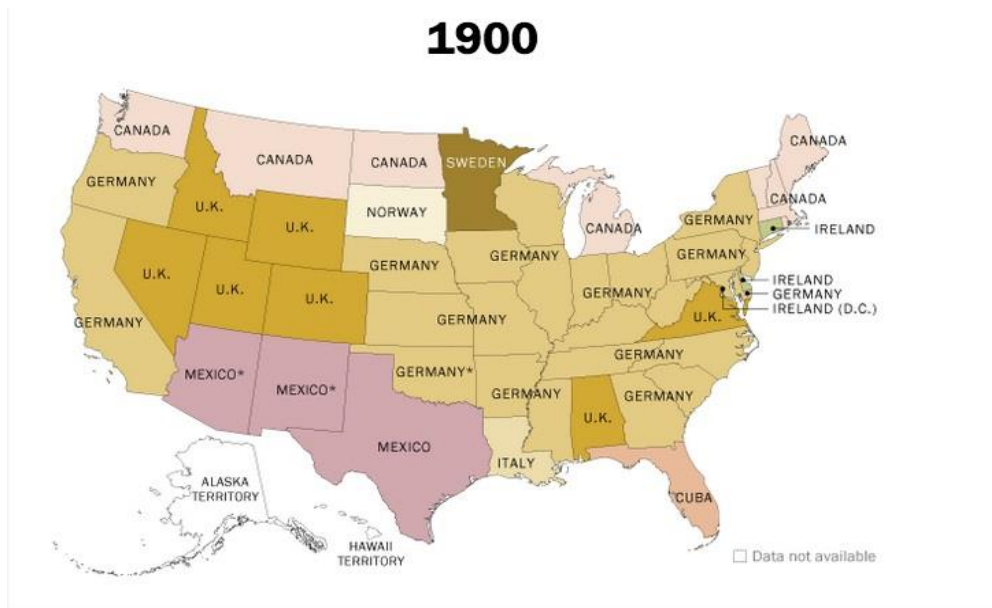 1900
CANADA
CANADA
CANADA
SWEDEN
CANADA
GERMANY
U.K.
U.K.
NORWAY
CANADA
CANADA
GERMANY
IRELAND
U.K.
U.K.
U.K.
GERMANY
GERMANY
GERMANY
GERMANY
IRELAND
GERMANY
IRELAND (D.C.)
GERMANY
GERMANY
U.K.
MEXICO*
MEXICO*
GERMANY*
GERMANY
GERMANY
GERMANY
U.K.
MEXICO
ITALY
CUBA
ALASKA
TERRITORY
HAWAII
TERRITORY
Data not available